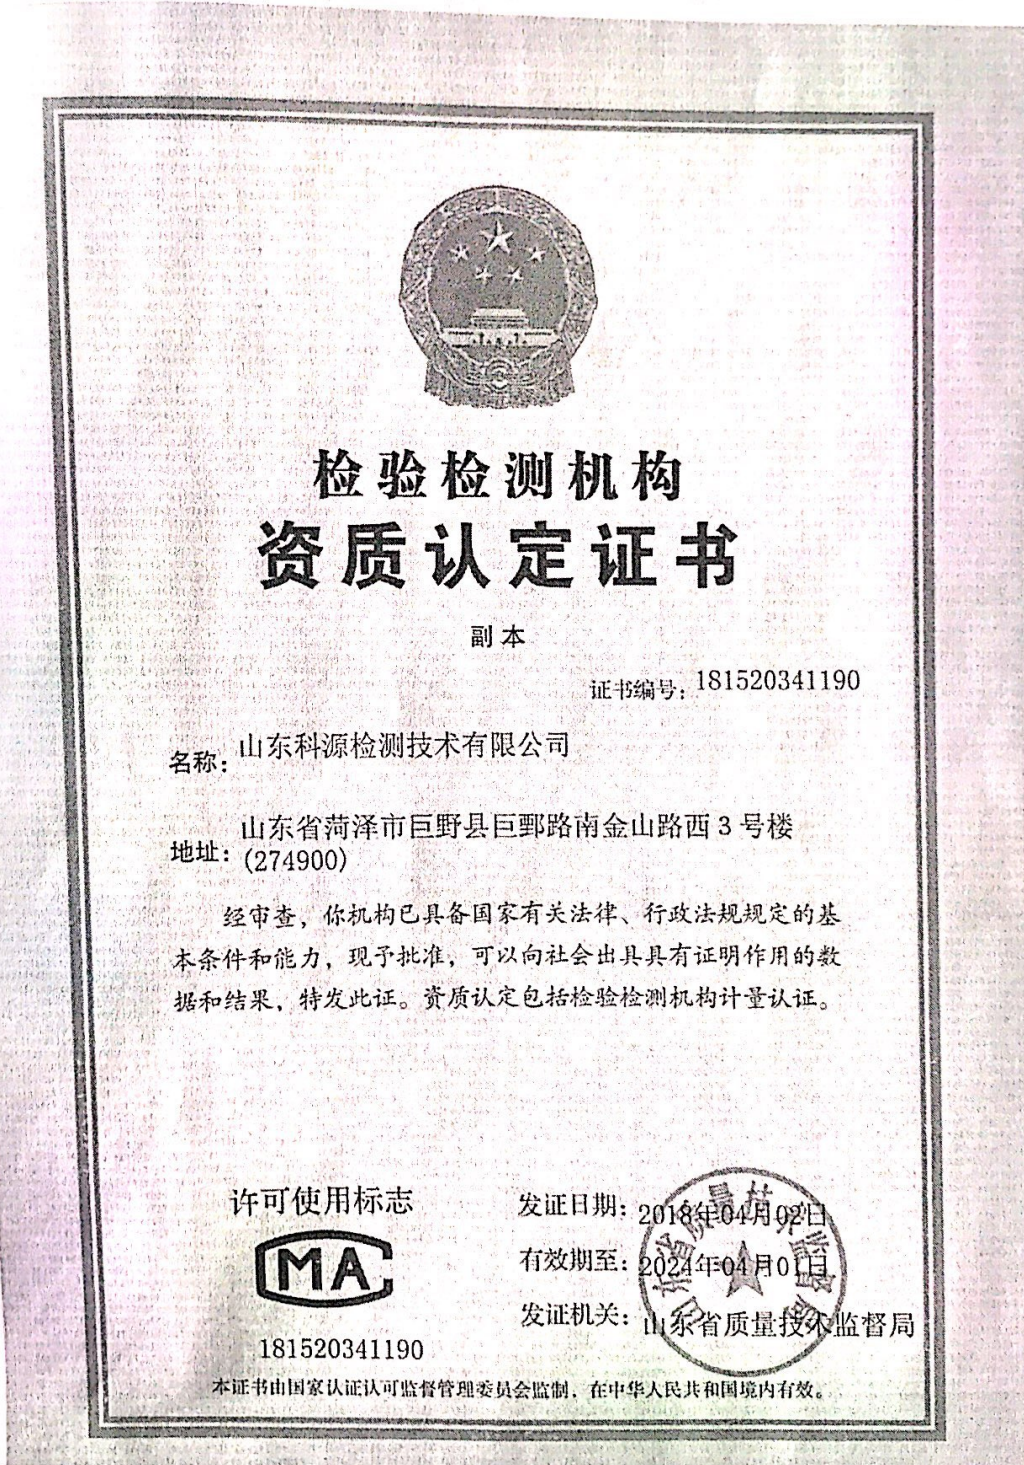 检验检测机构
资质认定证书
副本
证书编号：181520341190
名称：山东科源检测技术有限公司
地址：山东省菏泽市巨野县巨鄄路南金山路西3号楼
(274900)
经审查，你机构已具备国家有关法律、行政法规规定的基
本条件和能力，现予批准，可以向社会出具具有证明作用的数
据和结果，特发此证。资质认定包括检验检测机构计量认证。
许可使用标志
MA
181520341190
发证日期：2018年04月02日
有效期至：2024年04月01日
发证机关：山东省质量技术监督局
山东省质量技术监督局
本证书由国家认证认可监督管理委员会监制，在中华人民共和国境内有效。